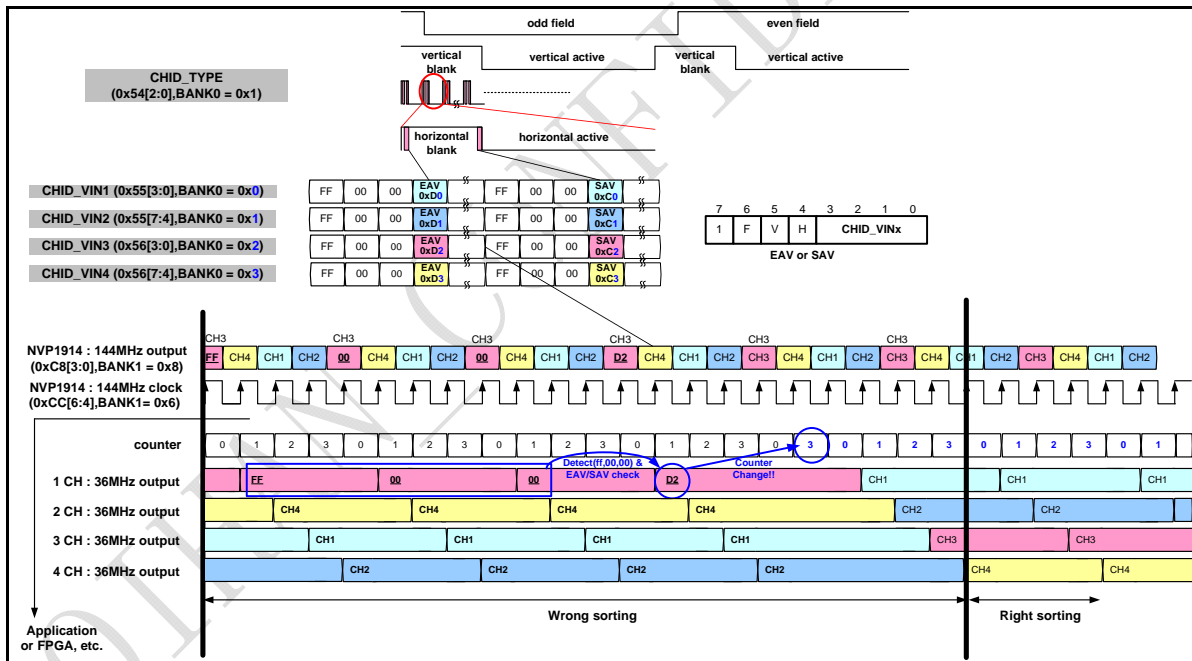 odd field
even field
vertical blank
vertical active
vertical blank
vertical active
CHID_TYPE
(0x54[2:0],BANK0 = 0x1)
horizontal blank
horizontal active
CHID_VIN1 (0x55[3:0],BANK0 = 0x0)
FF 00 00 EAV 0xD0 FF 00 00 SAV 0xC0
CHID_VIN2 (0x55[7:4],BANK0 = 0x1)
FF 00 00 EAV 0xD1 FF 00 00 SAV 0xC1
CHID_VIN3 (0x56[3:0],BANK0 = 0x2)
FF 00 00 EAV 0xD2 FF 00 00 SAV 0xC2
CHID_VIN4 (0x56[7:4],BANK0 = 0x3)
FF 00 00 EAV 0xD3 FF 00 00 SAV 0xC3
7 6 5 4 3 2 1 0
1 F V H CHID_VINx
EAV or SAV
CH3 CH3 CH3 CH3 CH3 CH3
NVP1914 : 144MHz output
(0xC8[3:0],BANK1 = 0x8)
FF CH4 CH1 CH2 00 CH4 CH1 CH2 00 CH4 CH1 CH2 D2 CH4 CH1 CH2 CH3 CH4 CH1 CH2 CH3 CH4 CH1 CH2 CH3 CH4 CH1 CH2
NVP1914 : 144MHz clock
(0xCC[6:4],BANK1= 0x6)
counter 0 1 2 3 0 1 2 3 0 1 2 3 0 1 2 3 0 3 0 1 2 3 0 1 2 3 0 1
Detect(ff,00,00) &
EAV/SAV check
Counter
Change!!
1 CH : 36MHz output FF 00 00 D2 CH1 CH1 CH1
2 CH : 36MHz output CH4 CH4 CH4 CH4 CH2 CH2
3 CH : 36MHz output CH1 CH1 CH1 CH1 CH3 CH3
4 CH : 36MHz output CH2 CH2 CH2 CH2 CH4 CH4
Wrong sorting
Right sorting
Application
or FPGA, etc.